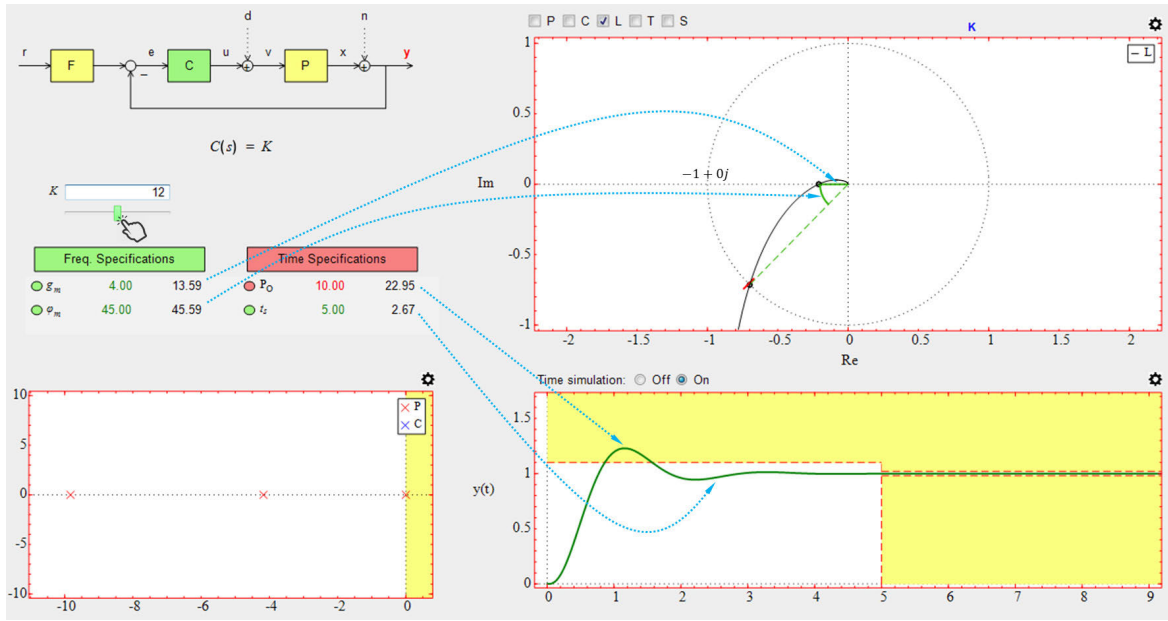 d
n
r
e
u
v
x
y
F
C
P
+
+
−
C(s) = K
K
12
Freq. Specifications
Time Specifications
gm 4.00 13.59
PO 10.00 22.95
φm 45.00 45.59
ts 5.00 2.67
P C L T S
K
− L
1
0.5
0
-0.5
-1
Im
−1 + 0j
-2 -1.5 -1 -0.5 0 0.5 1 1.5 2
Re
10
5
0
-5
-10
× P
× C
-10 -8 -6 -4 -2 0
Time simulation: Off On
1.5
1
0.5
0
y(t)
0 1 2 3 4 5 6 7 8 9